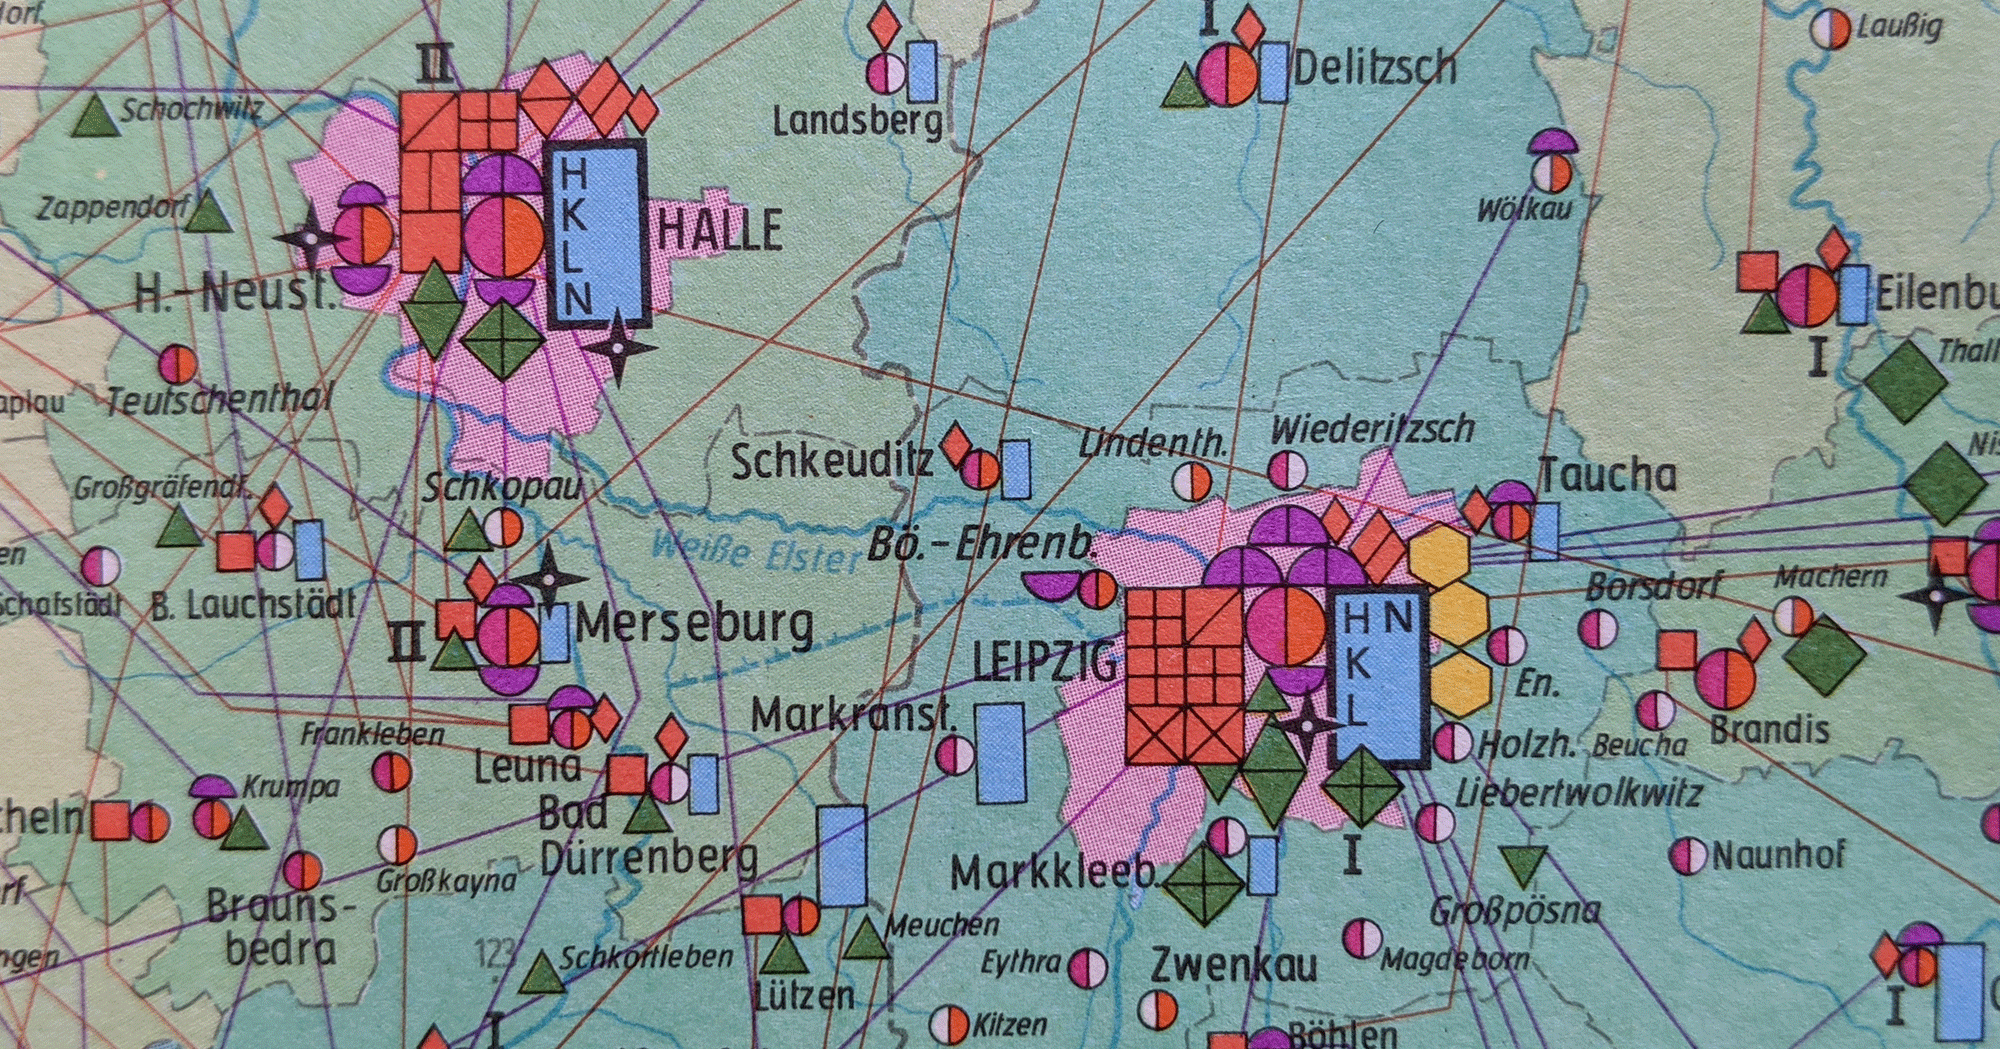 dorf.
I
Laußig
II
Delitzsch
Schochwitz
Landsberg
H
K
L
N
Zappendorf
Wölkau
HALLE
H.-Neust.
Eilenbu
I
Thall
Teutschenthal
aplau
Wiederitzsch
Lindenth.
Schkeuditz
Nis
Taucha
Großgräfendf.
Schkopau
Weiße Elster
Bö.-Ehrenb.
en
Schafstädt
B. Lauchstädt
Borsdorf
Machern
II
Merseburg
H N
K
L
LEIPZIG
En.
Markranst.
Frankleben
Leuna
Holzh.
Beucha
Brandis
Krumpa
Liebertwolkwitz
cheln
Bad
Dürrenberg
I
Naunhof
Großkayna
Markkleeb.
rf
Brauns-
bedra
Großpösna
Meuchen
ngen
123
Schkortleben
Eythra
Zwenkau
Magdeborn
Lützen
I
I
Kitzen
Böhlen